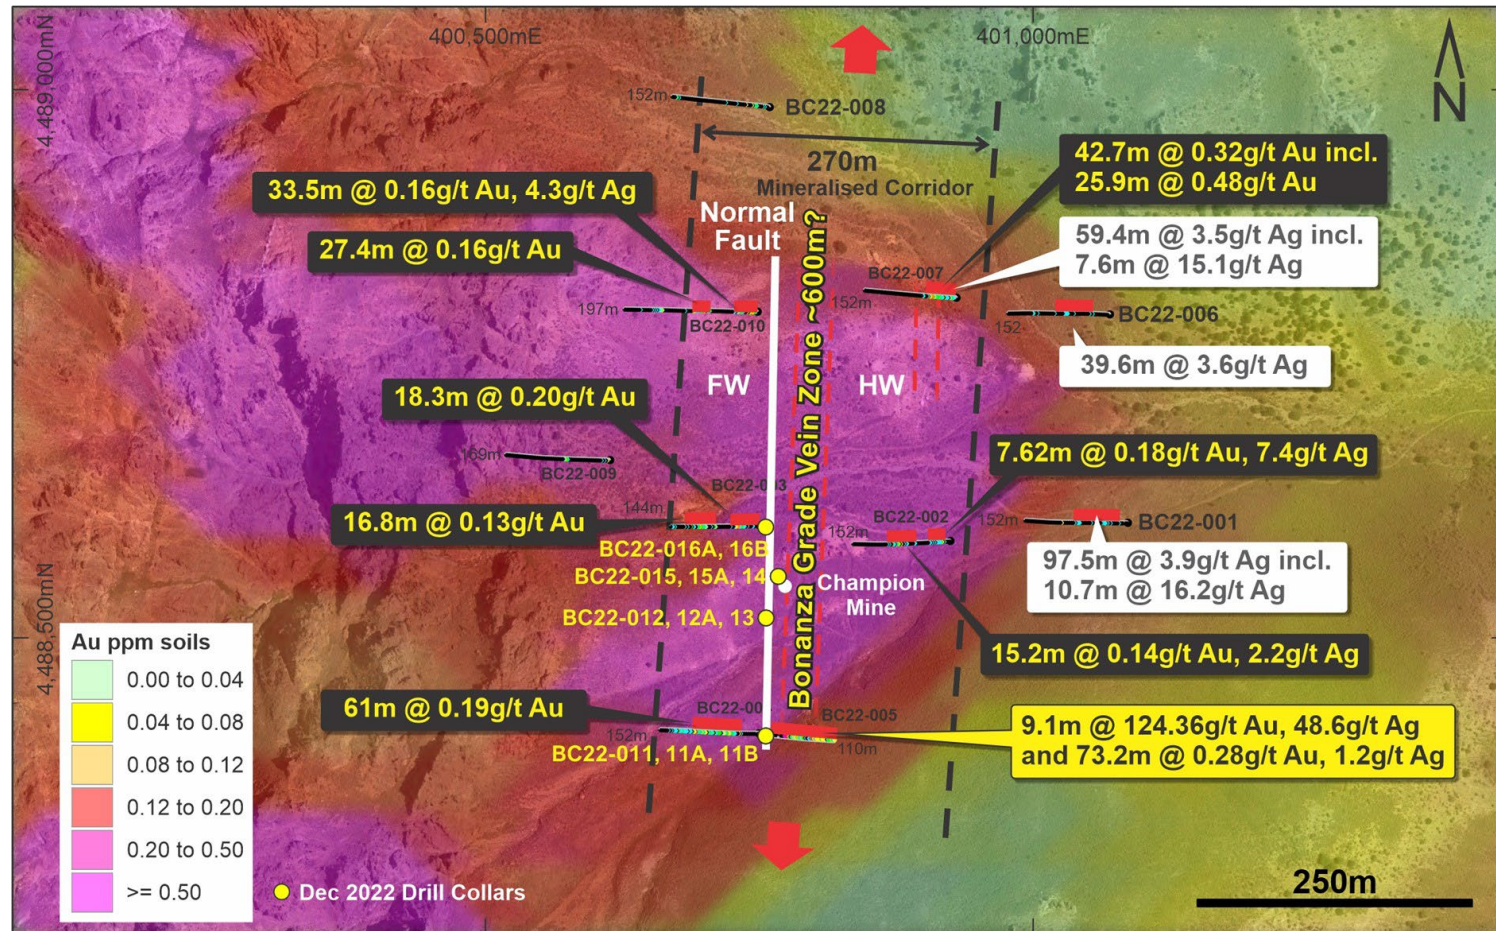 400,500mE
401,000mE
4,489,000mN
4,488,500mN
N
152m
BC22-008
270m
Mineralised Corridor
42.7m @ 0.32g/t Au incl.
25.9m @ 0.48g/t Au
33.5m @ 0.16g/t Au, 4.3g/t Ag
27.4m @ 0.16g/t Au
Normal
Fault
59.4m @ 3.5g/t Ag incl.
7.6m @ 15.1g/t Ag
BC22-007
152m
197m
BC22-010
152
BC22-006
39.6m @ 3.6g/t Ag
FW
HW
Bonanza Grade Vein Zone ~600m?
18.3m @ 0.20g/t Au
7.62m @ 0.18g/t Au, 7.4g/t Ag
169m
BC22-009
BC22-003
144m
16.8m @ 0.13g/t Au
BC22-002
152m
152m
BC22-001
BC22-016A, 16B
BC22-015, 15A, 14
BC22-012, 12A, 13
Champion
Mine
97.5m @ 3.9g/t Ag incl.
10.7m @ 16.2g/t Ag
15.2m @ 0.14g/t Au, 2.2g/t Ag
61m @ 0.19g/t Au
BC22-00
BC22-005
152m
110m
BC22-011, 11A, 11B
9.1m @ 124.36g/t Au, 48.6g/t Ag
and 73.2m @ 0.28g/t Au, 1.2g/t Ag
Au ppm soils
0.00 to 0.04
0.04 to 0.08
0.08 to 0.12
0.12 to 0.20
0.20 to 0.50
>= 0.50
Dec 2022 Drill Collars
250m